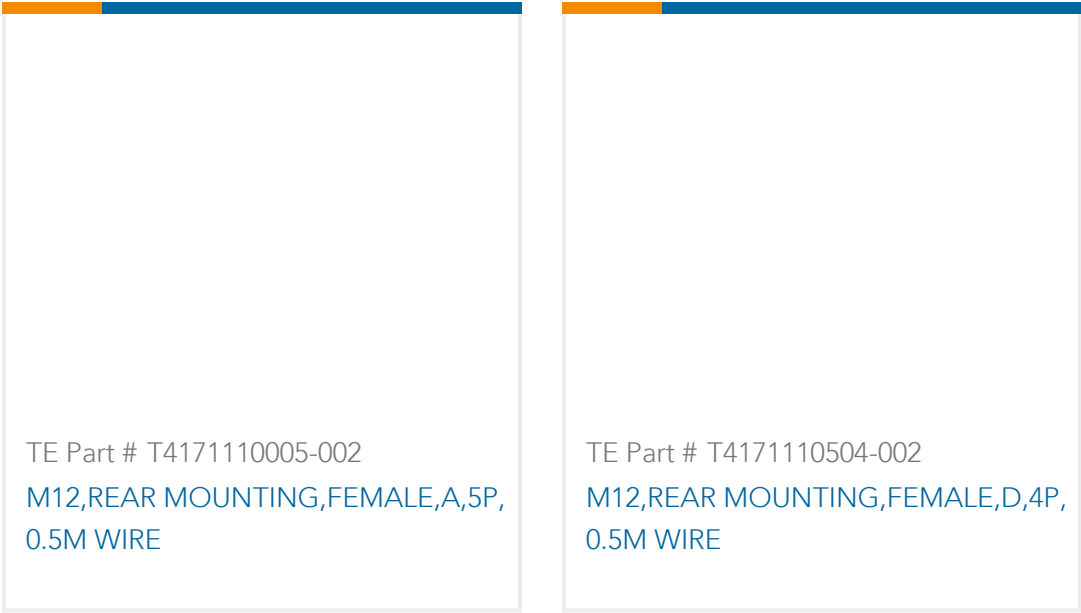 TE Part # T4171110005-002
M12,REAR MOUNTING,FEMALE,A,5P,
0.5M WIRE
TE Part # T4171110504-002
M12,REAR MOUNTING,FEMALE,D,4P,
0.5M WIRE